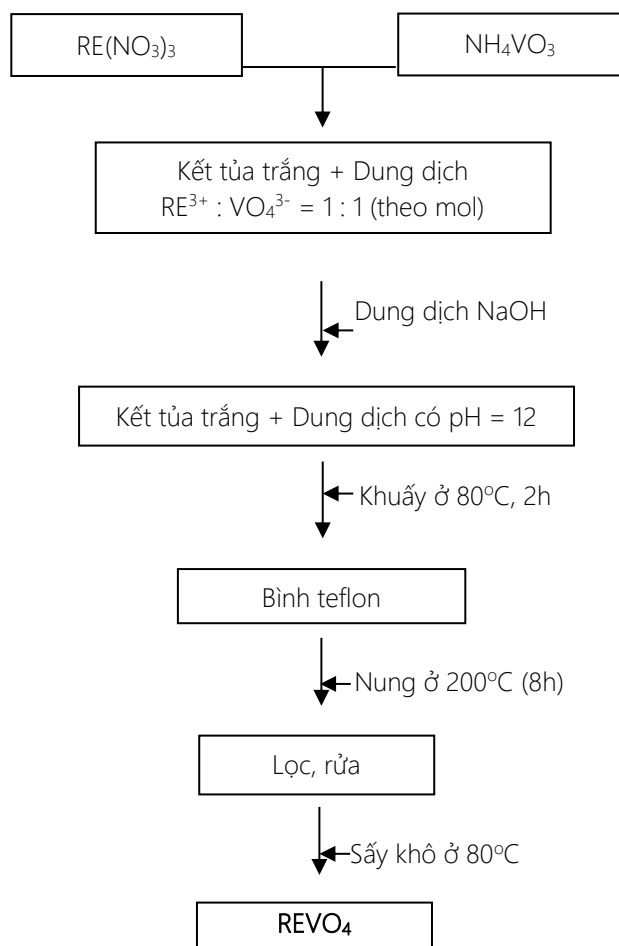 RE(NO₃)₃
NH₄VO₃
Kết tủa trắng + Dung dịch
RE³⁺ : VO₄³⁻ = 1 : 1 (theo mol)
Dung dịch NaOH
Kết tủa trắng + Dung dịch có pH = 12
Khuấy ở 80ᴼC, 2h
Bình teflon
Nung ở 200ᴼC (8h)
Lọc, rửa
Sấy khô ở 80ᴼC
REVO₄